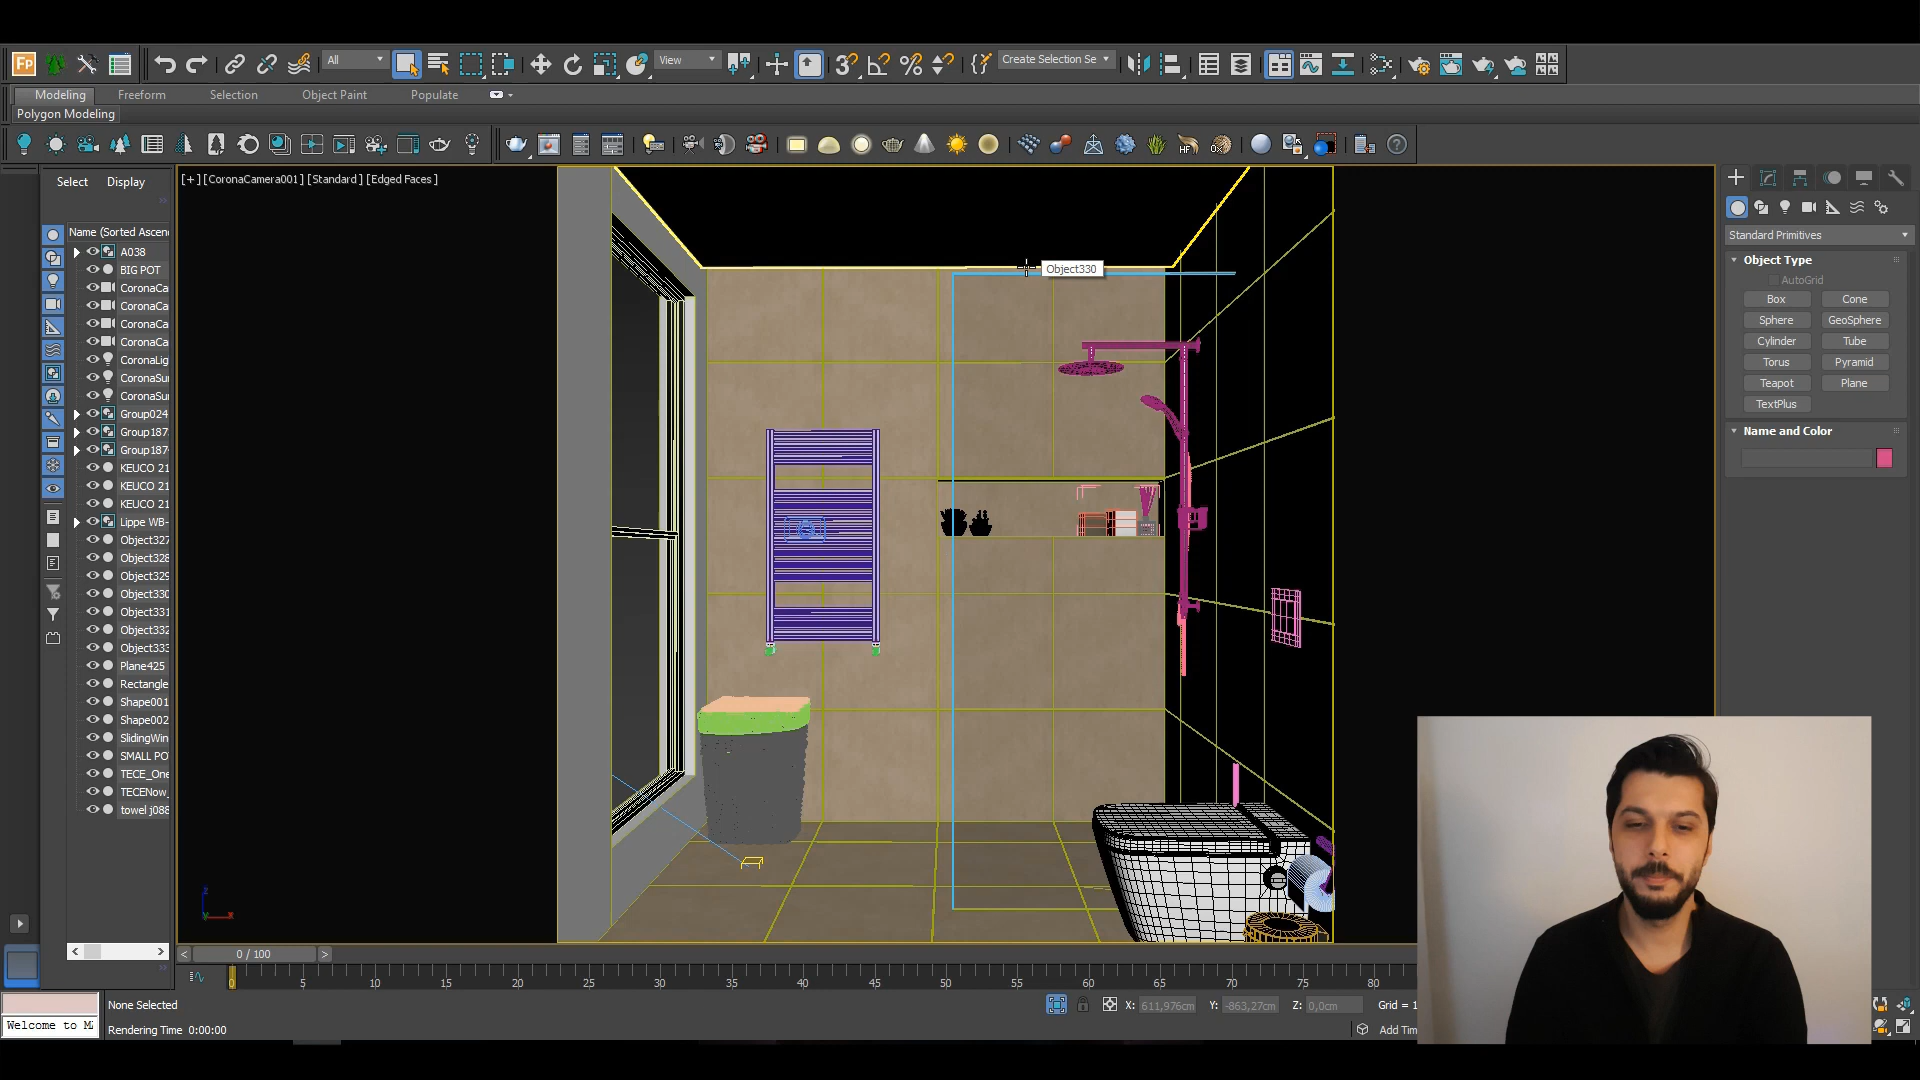 Fp
All
View
Create Selection Se
Modeling
Freeform
Selection
Object Paint
Populate
Polygon Modeling
HF
Select
Display
[+] [CoronaCamera001] [Standard] [Edged Faces]
Name (Sorted Ascen
A038
BIG POT
CoronaCa
CoronaCa
CoronaCa
CoronaCa
CoronaLig
CoronaSun
CoronaSun
Group024
Group187
Group187
KEUCO 21
KEUCO 21
KEUCO 21
Lippe WB-
Object327
Object328
Object329
Object330
Object331
Object332
Object333
Plane425
Rectangle
Shape001
Shape002
SlidingWin
SMALL PO
TECE_One
TECENow_
towel j088
Object330
Standard Primitives
Object Type
AutoGrid
Box
Cone
Sphere
GeoSphere
Cylinder
Tube
Torus
Pyramid
Teapot
Plane
TextPlus
Name and Color
< 0 / 100 >
0 5 10 15 20 25 30 35 40 45 50 55 60 65 70 75 80
None Selected
X: 611,976cm Y: -863,27cm Z: 0,0cm Grid = 1
Welcome to M
Rendering Time 0:00:00
Add Tim